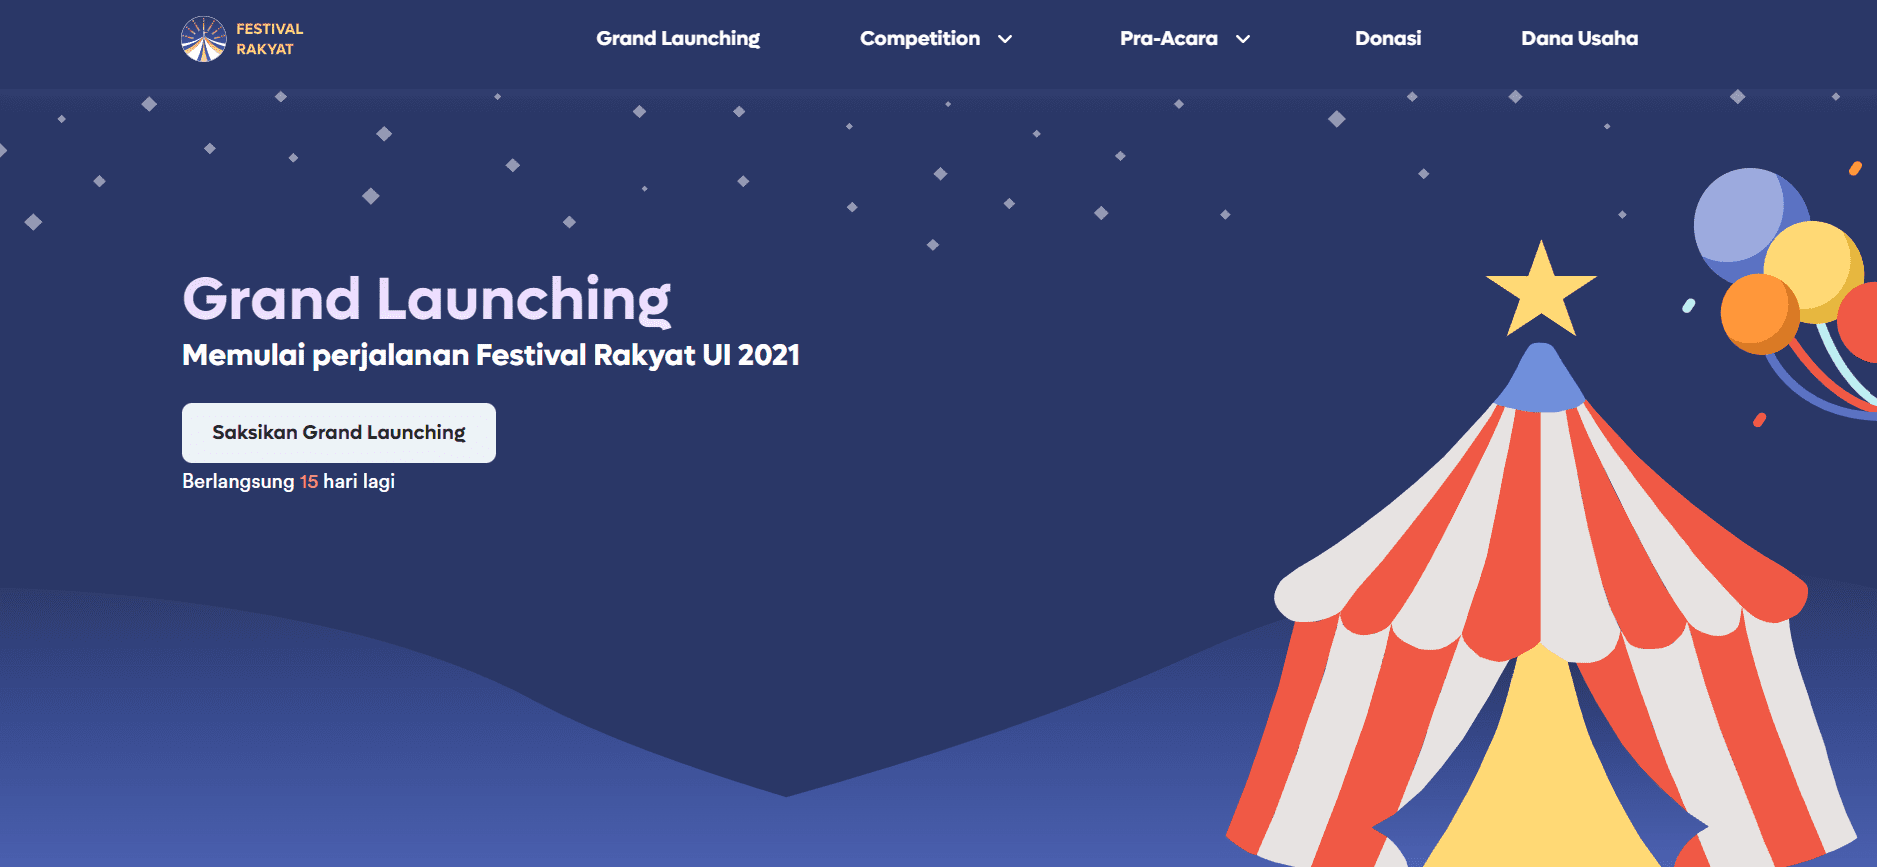 FESTIVAL
RAKYAT
Grand Launching
Competition
Pra-Acara
Donasi
Dana Usaha
Grand Launching
Memulai perjalanan Festival Rakyat UI 2021
Saksikan Grand Launching
Berlangsung 15 hari lagi